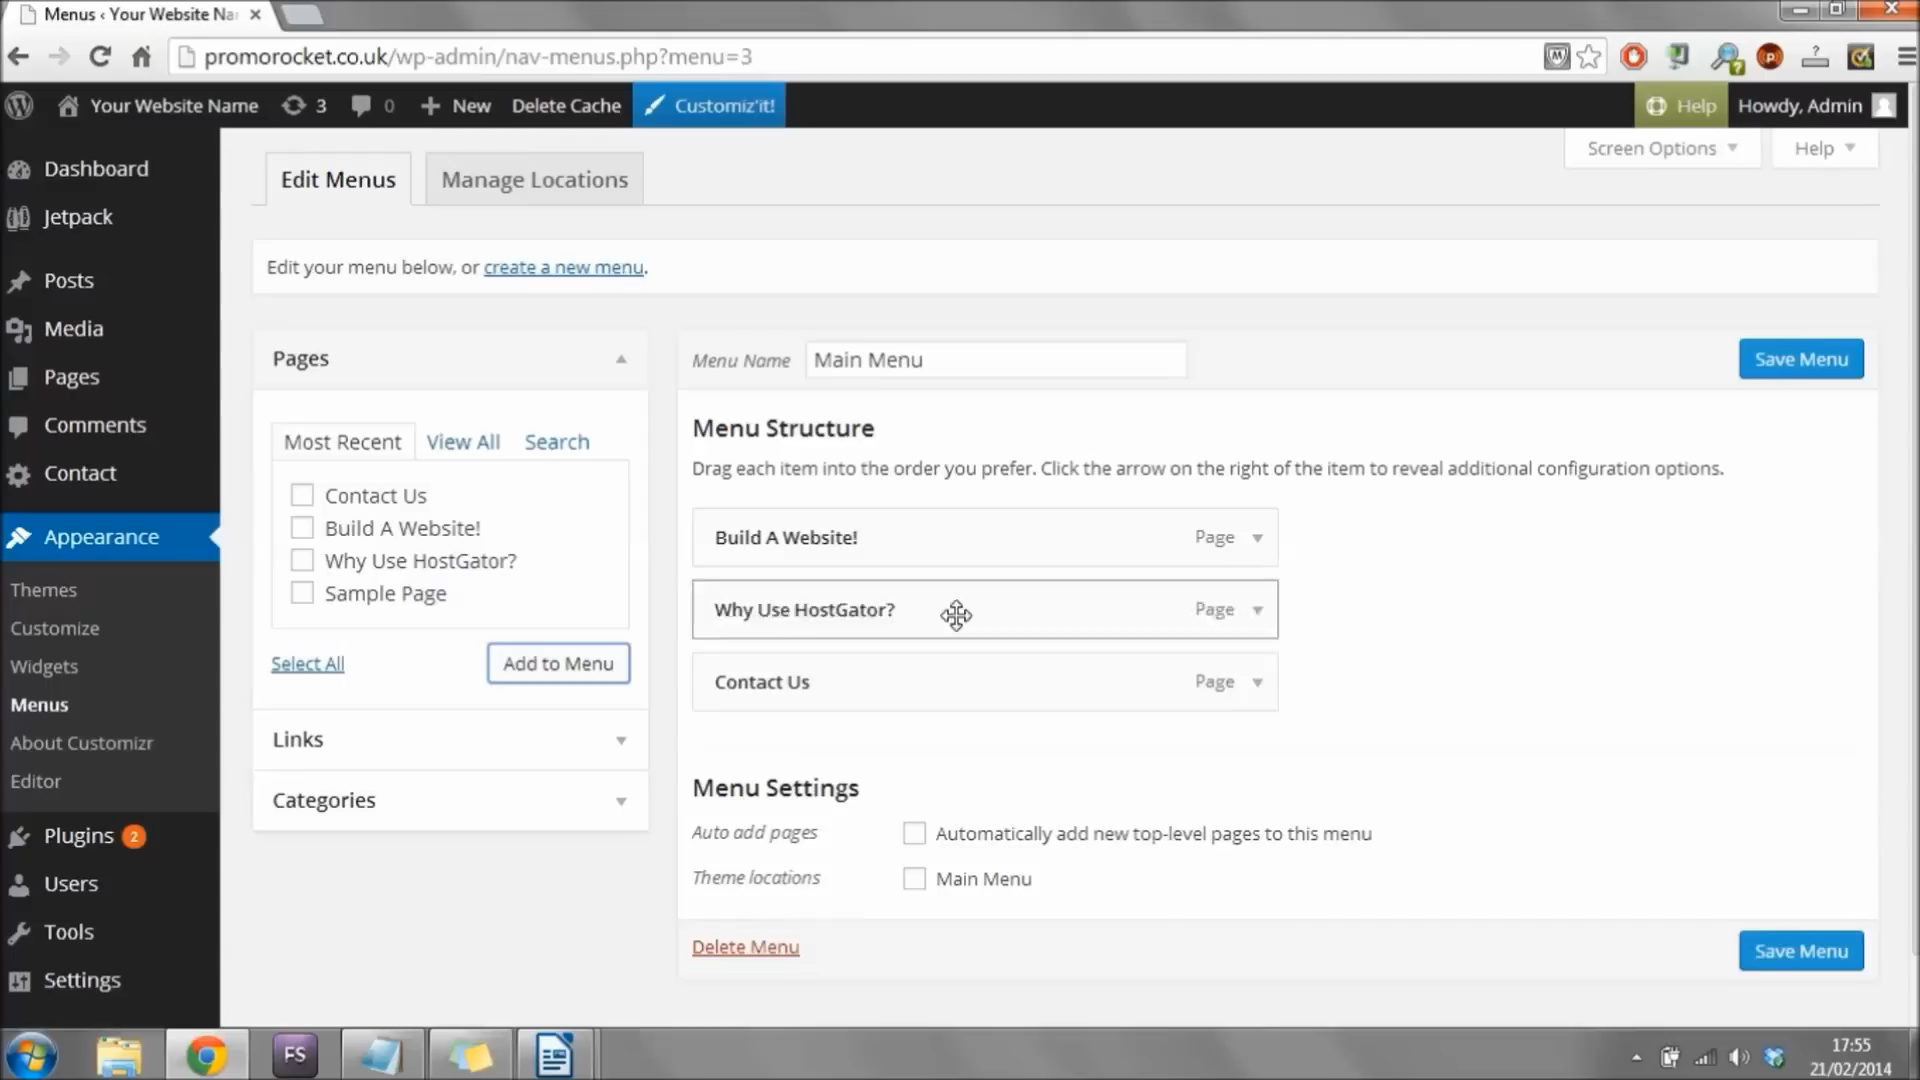 Menus ‹ Your Website Na
promorocket.co.uk/wp-admin/nav-menus.php?menu=3
Your Website Name 3 0 New Delete Cache Customiz'it! Help Howdy, Admin
Screen Options Help
Edit Menus Manage Locations
Dashboard
Jetpack
Posts
Media
Pages
Comments
Contact
Appearance
Themes
Customize
Widgets
Menus
About Customizr
Editor
Plugins 2
Users
Tools
Settings
Edit your menu below, or create a new menu.
Pages
Most Recent View All Search
Contact Us
Build A Website!
Why Use HostGator?
Sample Page
Select All Add to Menu
Links
Categories
Menu Name Main Menu Save Menu
Menu Structure
Drag each item into the order you prefer. Click the arrow on the right of the item to reveal additional configuration options.
Build A Website! Page
Why Use HostGator? Page
Contact Us Page
Menu Settings
Auto add pages Automatically add new top-level pages to this menu
Theme locations Main Menu
Delete Menu Save Menu
FS
17:55
21/02/2014